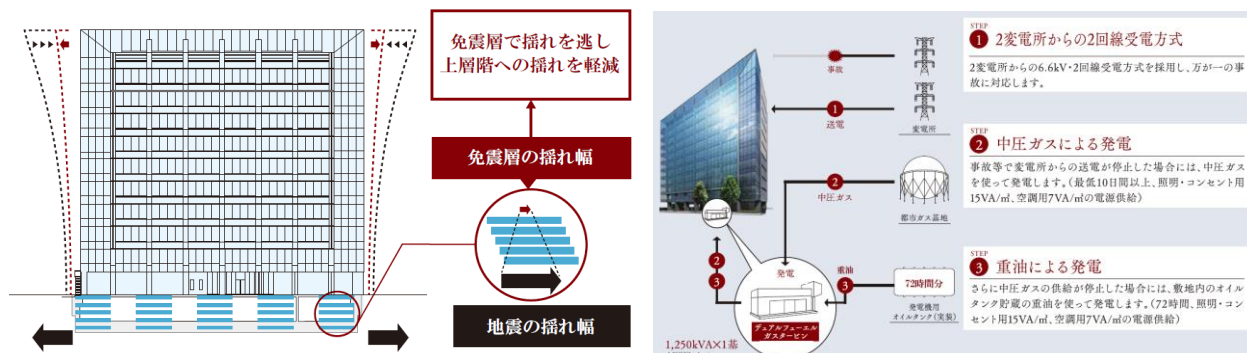 免震層で揺れを逃し
上層階への揺れを軽減
免震層の揺れ幅
地震の揺れ幅
事故
1
送電
変電所
2
中圧ガス
都市ガス基地
2
3
発電
重油
3
72時間分
発電機用
オイルタンク(実装)
デュアルフューエル
ガスタービン
1,250kVA×1基
STEP
1 2変電所からの2回線受電方式
2変電所からの6.6kV・2回線受電方式を採用し、万が一の事
故に対応します。
STEP
2 中圧ガスによる発電
事故等で変電所からの送電が停止した場合には、中圧ガス
を使って発電します。(最低10日間以上、照明・コンセント用
15VA/㎡、空調用7VA/㎡の電源供給)
STEP
3 重油による発電
さらに中圧ガスの供給が停止した場合には、敷地内のオイル
タンク貯蔵の重油を使って発電します。(72時間、照明・コン
セント用15VA/㎡、空調用7VA/㎡の電源供給)